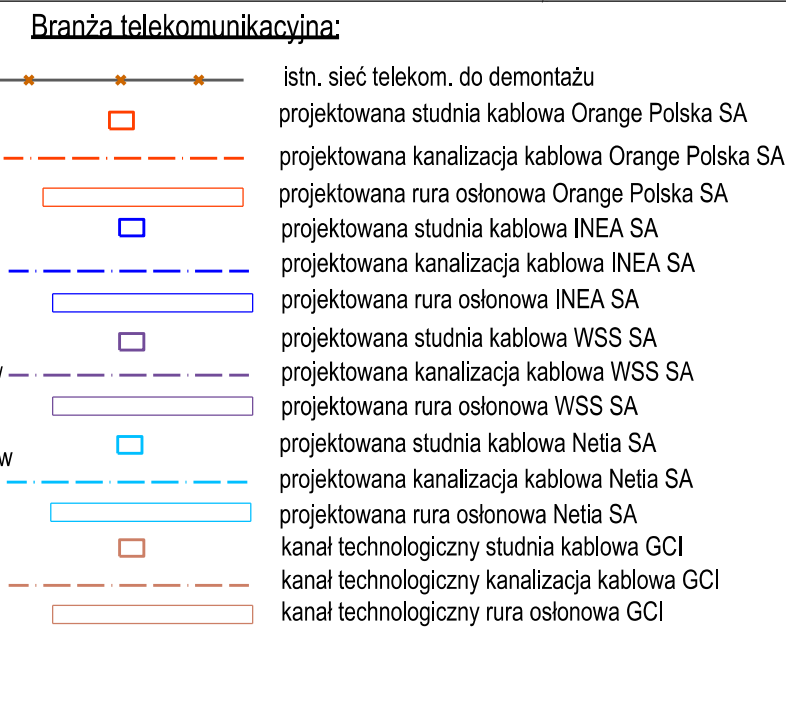 Branża telekomunikacyjna:
istn. sieć telekom. do demontażu
projektowana studnia kablowa Orange Polska SA
projektowana kanalizacja kablowa Orange Polska SA
projektowana rura osłonowa Orange Polska SA
projektowana studnia kablowa INEA SA
projektowana kanalizacja kablowa INEA SA
projektowana rura osłonowa INEA SA
projektowana studnia kablowa WSS SA
projektowana kanalizacja kablowa WSS SA
projektowana rura osłonowa WSS SA
projektowana studnia kablowa Netia SA
w
projektowana kanalizacja kablowa Netia SA
projektowana rura osłonowa Netia SA
kanał technologiczny studnia kablowa GCI
kanał technologiczny kanalizacja kablowa GCI
kanał technologiczny rura osłonowa GCI